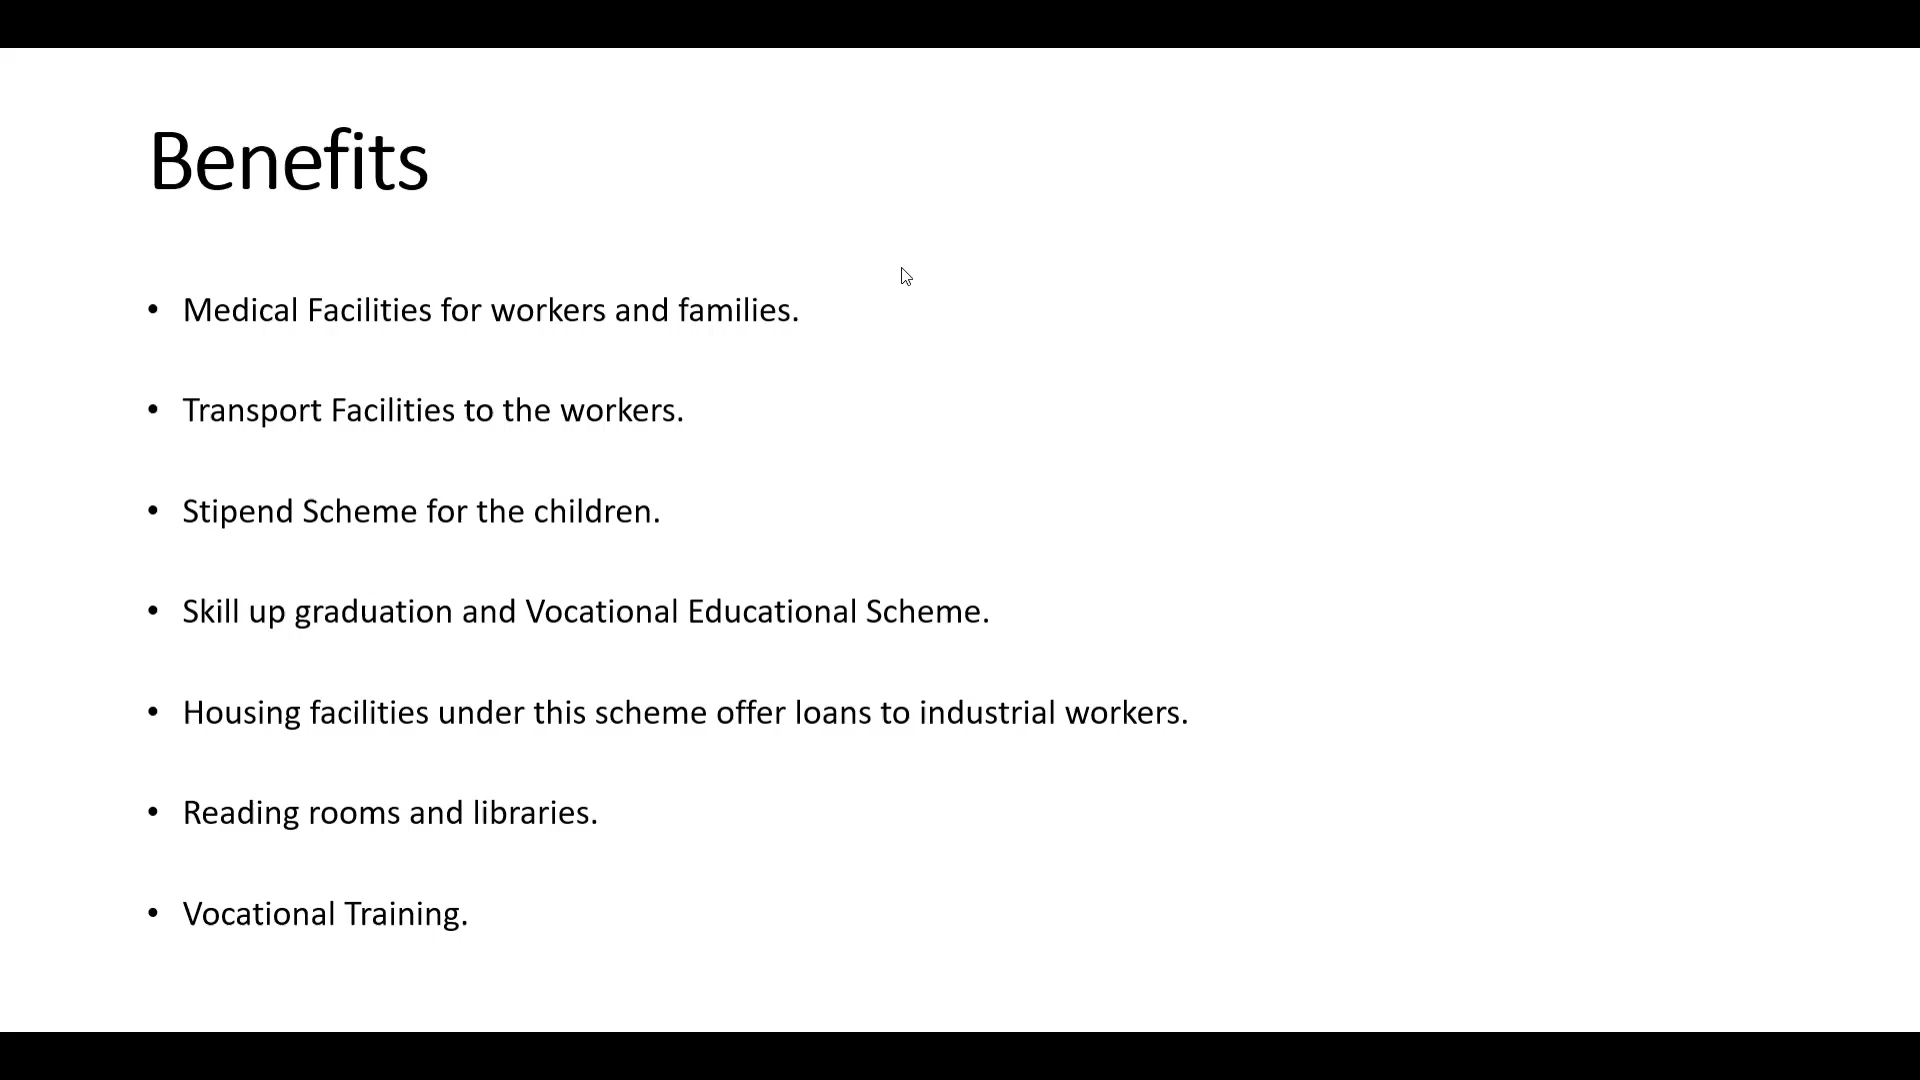 Benefits
• Medical Facilities for workers and families.
• Transport Facilities to the workers.
• Stipend Scheme for the children.
• Skill up graduation and Vocational Educational Scheme.
• Housing facilities under this scheme offer loans to industrial workers.
• Reading rooms and libraries.
• Vocational Training.